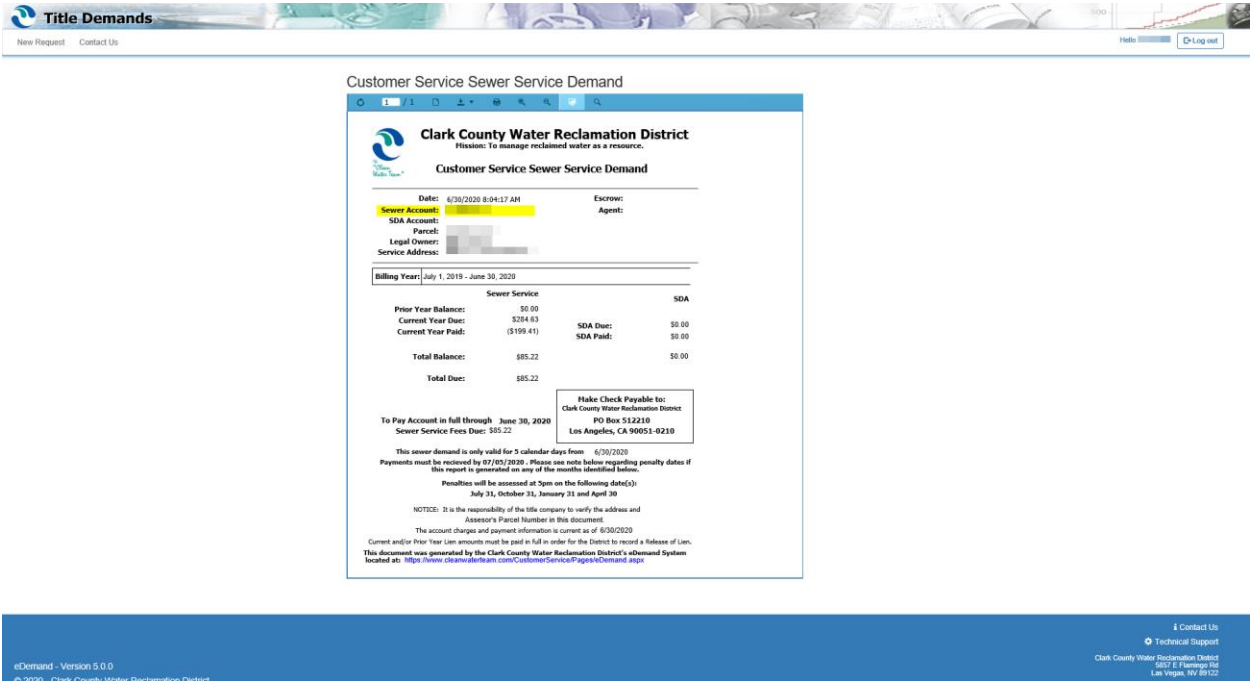 Title Demands
500
New Request Contact Us
Hello
Log out
Customer Service Sewer Service Demand
1 / 1
Clark County Water Reclamation District
Mission: To manage reclaimed water as a resource.
"Clean Water Team"
Customer Service Sewer Service Demand
Date: 6/30/2020 8:04:17 AM Escrow:
Sewer Account: Agent:
SDA Account:
Parcel:
Legal Owner:
Service Address:
Billing Year: July 1, 2019 - June 30, 2020
Sewer Service SDA
Prior Year Balance: $0.00
Current Year Due: $284.63 SDA Due: $0.00
Current Year Paid: ($199.41) SDA Paid: $0.00
Total Balance: $85.22 $0.00
Total Due: $85.22
Make Check Payable to:
Clark County Water Reclamation District
PO Box 512210
Los Angeles, CA 90051-0210
To Pay Account in full through June 30, 2020
Sewer Service Fees Due: $85.22
This sewer demand is only valid for 5 calendar days from 6/30/2020
Payments must be recieved by 07/05/2020 . Please see note below regarding penalty dates if
this report is generated on any of the months identified below.
Penalties will be assessed at 5pm on the following date(s):
July 31, October 31, January 31 and April 30
NOTICE: It is the responsibility of the title company to verify the address and
Assesor's Parcel Number in this document
The account charges and payment information is current as of 6/30/2020
Current and/or Prior Year Lien amounts must be paid in full in order for the District to record a Release of Lien.
This document was generated by the Clark County Water Reclamation District's eDemand System
located at: https://www.cleanwaterteam.com/CustomerService/Pages/eDemand.aspx
Contact Us
Technical Support
Clark County Water Reclamation District
5857 E Flamingo Rd
Las Vegas, NV 89122
eDemand - Version 5.0.0
© 2020 - Clark County Water Reclamation District